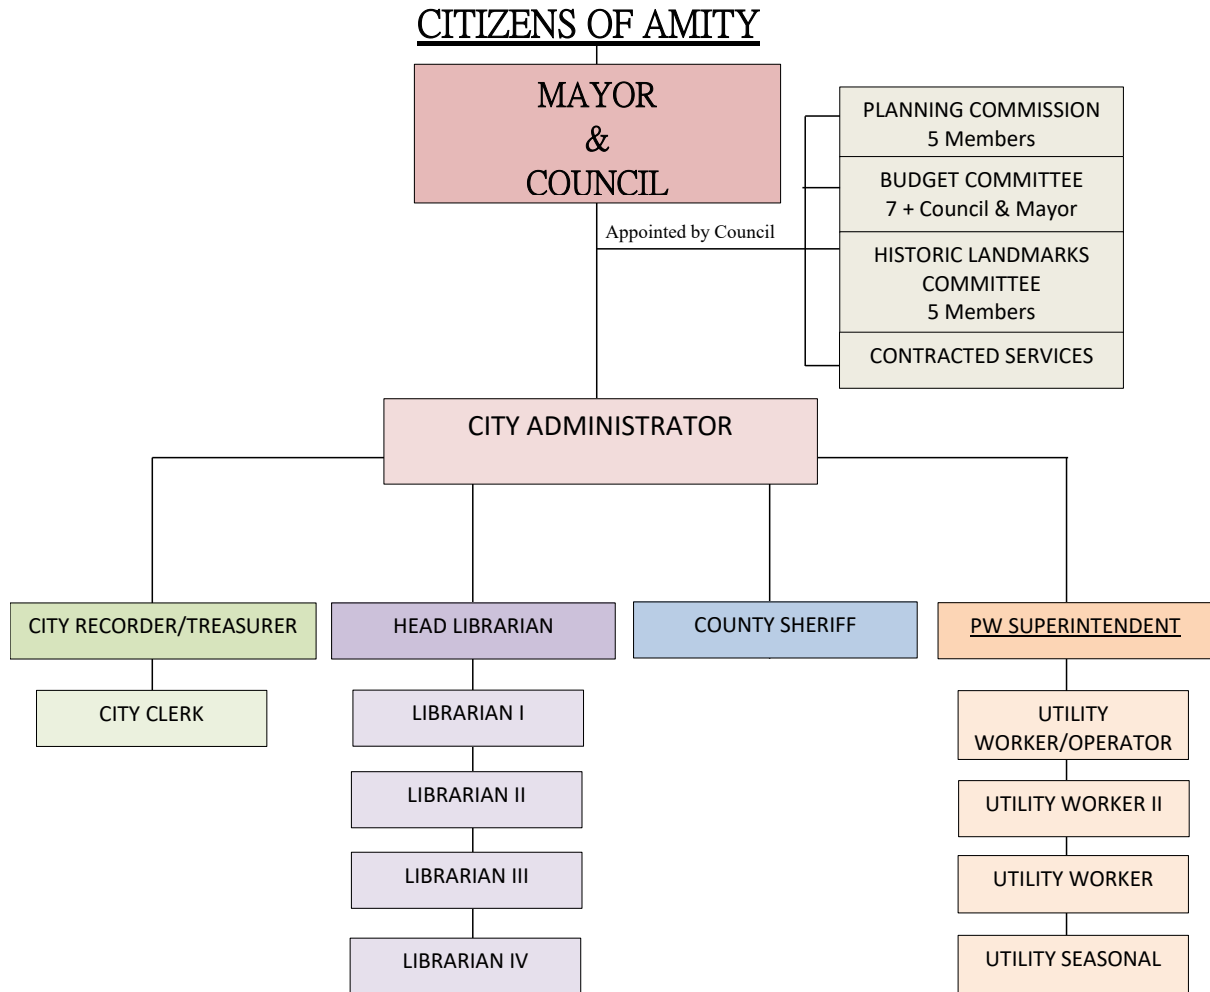 CITIZENS OF AMITY
MAYOR
&
COUNCIL
PLANNING COMMISSION
5 Members
BUDGET COMMITTEE
7 + Council & Mayor
Appointed by Council
HISTORIC LANDMARKS
COMMITTEE
5 Members
CONTRACTED SERVICES
CITY ADMINISTRATOR
CITY RECORDER/TREASURER
HEAD LIBRARIAN
COUNTY SHERIFF
PW SUPERINTENDENT
CITY CLERK
LIBRARIAN I
UTILITY
WORKER/OPERATOR
LIBRARIAN II
UTILITY WORKER II
LIBRARIAN III
UTILITY WORKER
LIBRARIAN IV
UTILITY SEASONAL